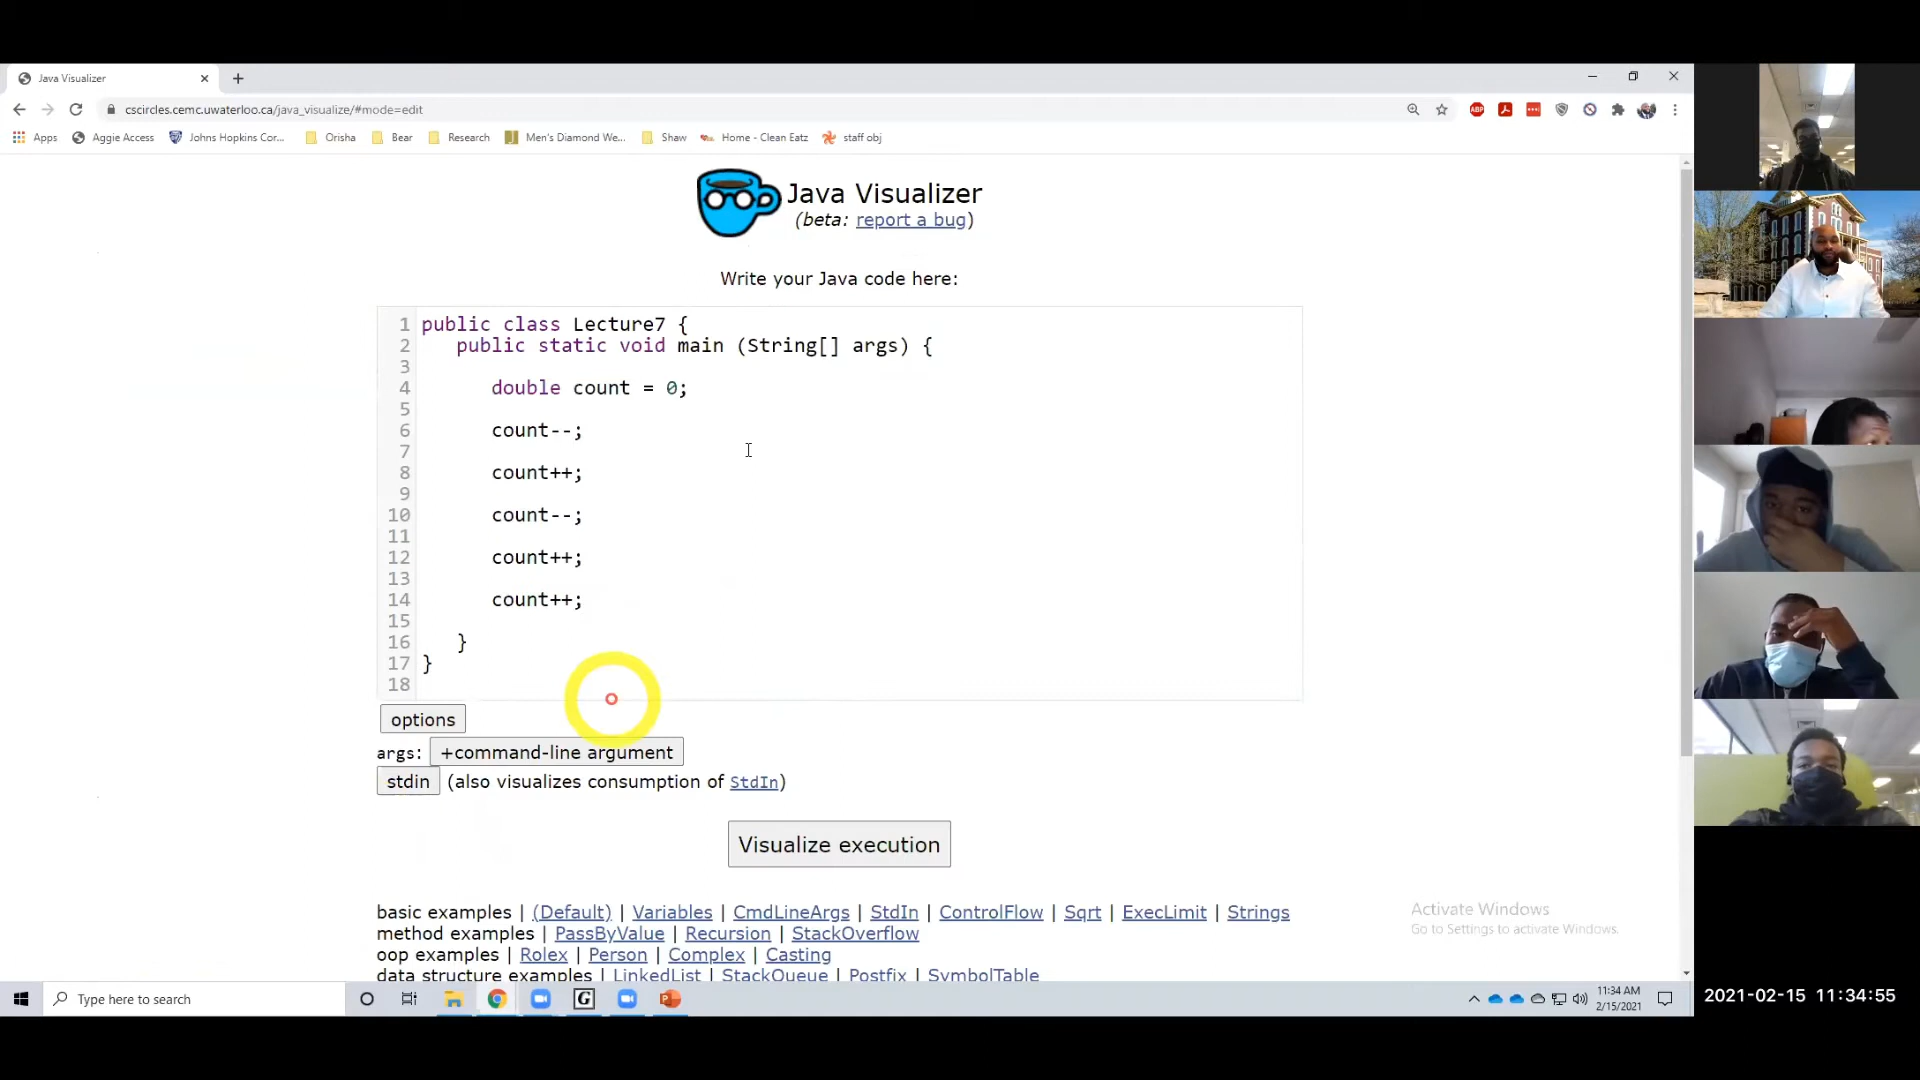 Java Visualizer
cscircles.cemc.uwaterloo.ca/java_visualize/#mode=edit
ABP
Apps Aggie Access Johns Hopkins Cor... Orisha Bear Research Men's Diamond We... Shaw Home - Clean Eatz staff obj
Java Visualizer
(beta: report a bug)
Write your Java code here:
1 public class Lecture7 {
2 public static void main (String[] args) {
3
4 double count = 0;
5
6 count--;
7
8 count++;
9
10 count--;
11
12 count++;
13
14 count++;
15
16 }
17 }
18
options
args: +command-line argument
stdin (also visualizes consumption of StdIn)
Visualize execution
basic examples | (Default) | Variables | CmdLineArgs | StdIn | ControlFlow | Sqrt | ExecLimit | Strings
method examples | PassByValue | Recursion | StackOverflow
oop examples | Rolex | Person | Complex | Casting
data structure examples | LinkedList | StackQueue | Postfix | SymbolTable
Activate Windows
Go to Settings to activate Windows.
Type here to search
G
11:34 AM
2/15/2021
2021-02-15 11:34:55